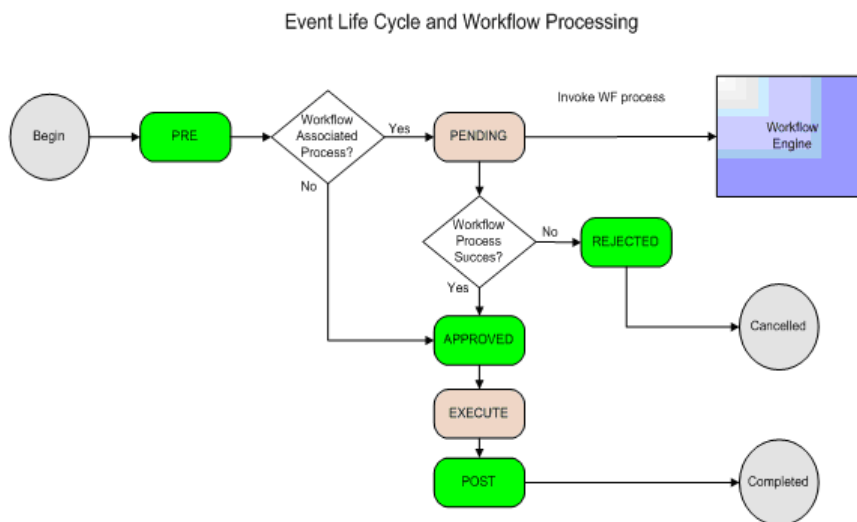 Event Life Cycle and Workflow Processing
Invoke WF process
Begin
PRE
Workflow
Associated
Process?
Yes
PENDING
Workflow
Engine
No
Workflow
Process
Succes?
No
REJECTED
Yes
APPROVED
Cancelled
EXECUTE
POST
Completed